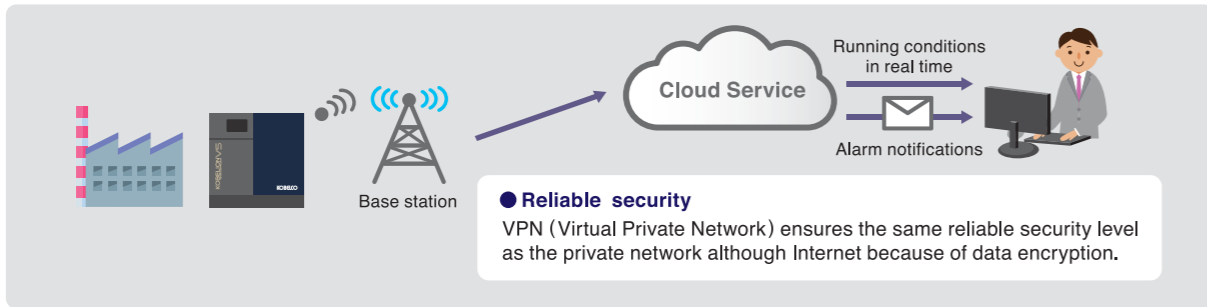 Running conditions
in real time
Cloud Service
Alarm notifications
KOBELCO
Base station
● Reliable security
VPN (Virtual Private Network) ensures the same reliable security level
as the private network although Internet because of data encryption.